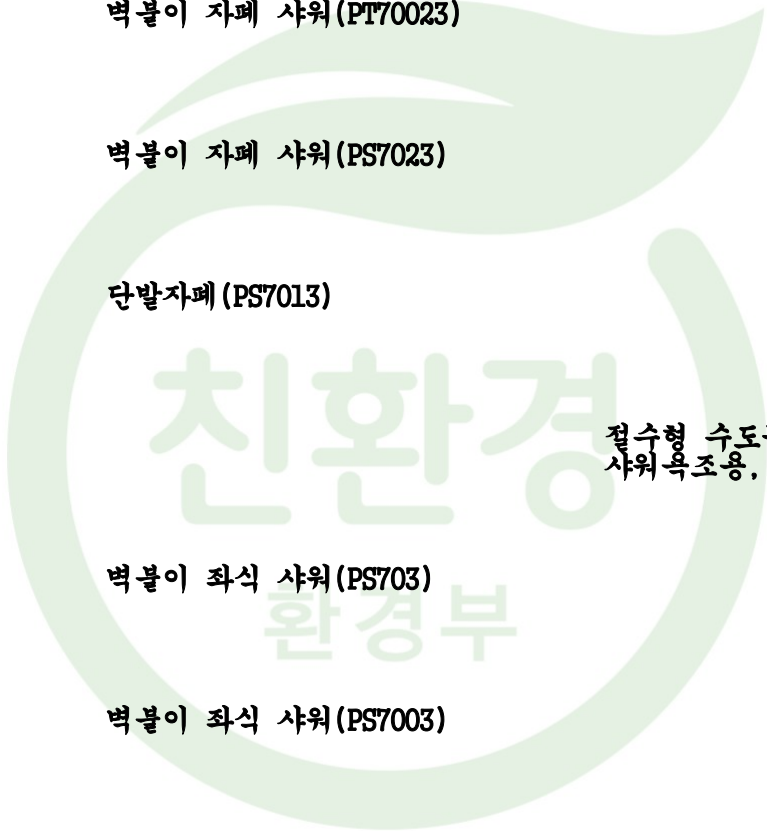 벽붙이 자폐 샤워(PT70023)
벽붙이 자폐 샤워(PS7023)
단발자폐(PS7013)
친환경
절수형 수도
샤워욕조용,
벽붙이 좌식 샤워(PS703)
환경부
벽붙이 좌식 샤워(PS7003)